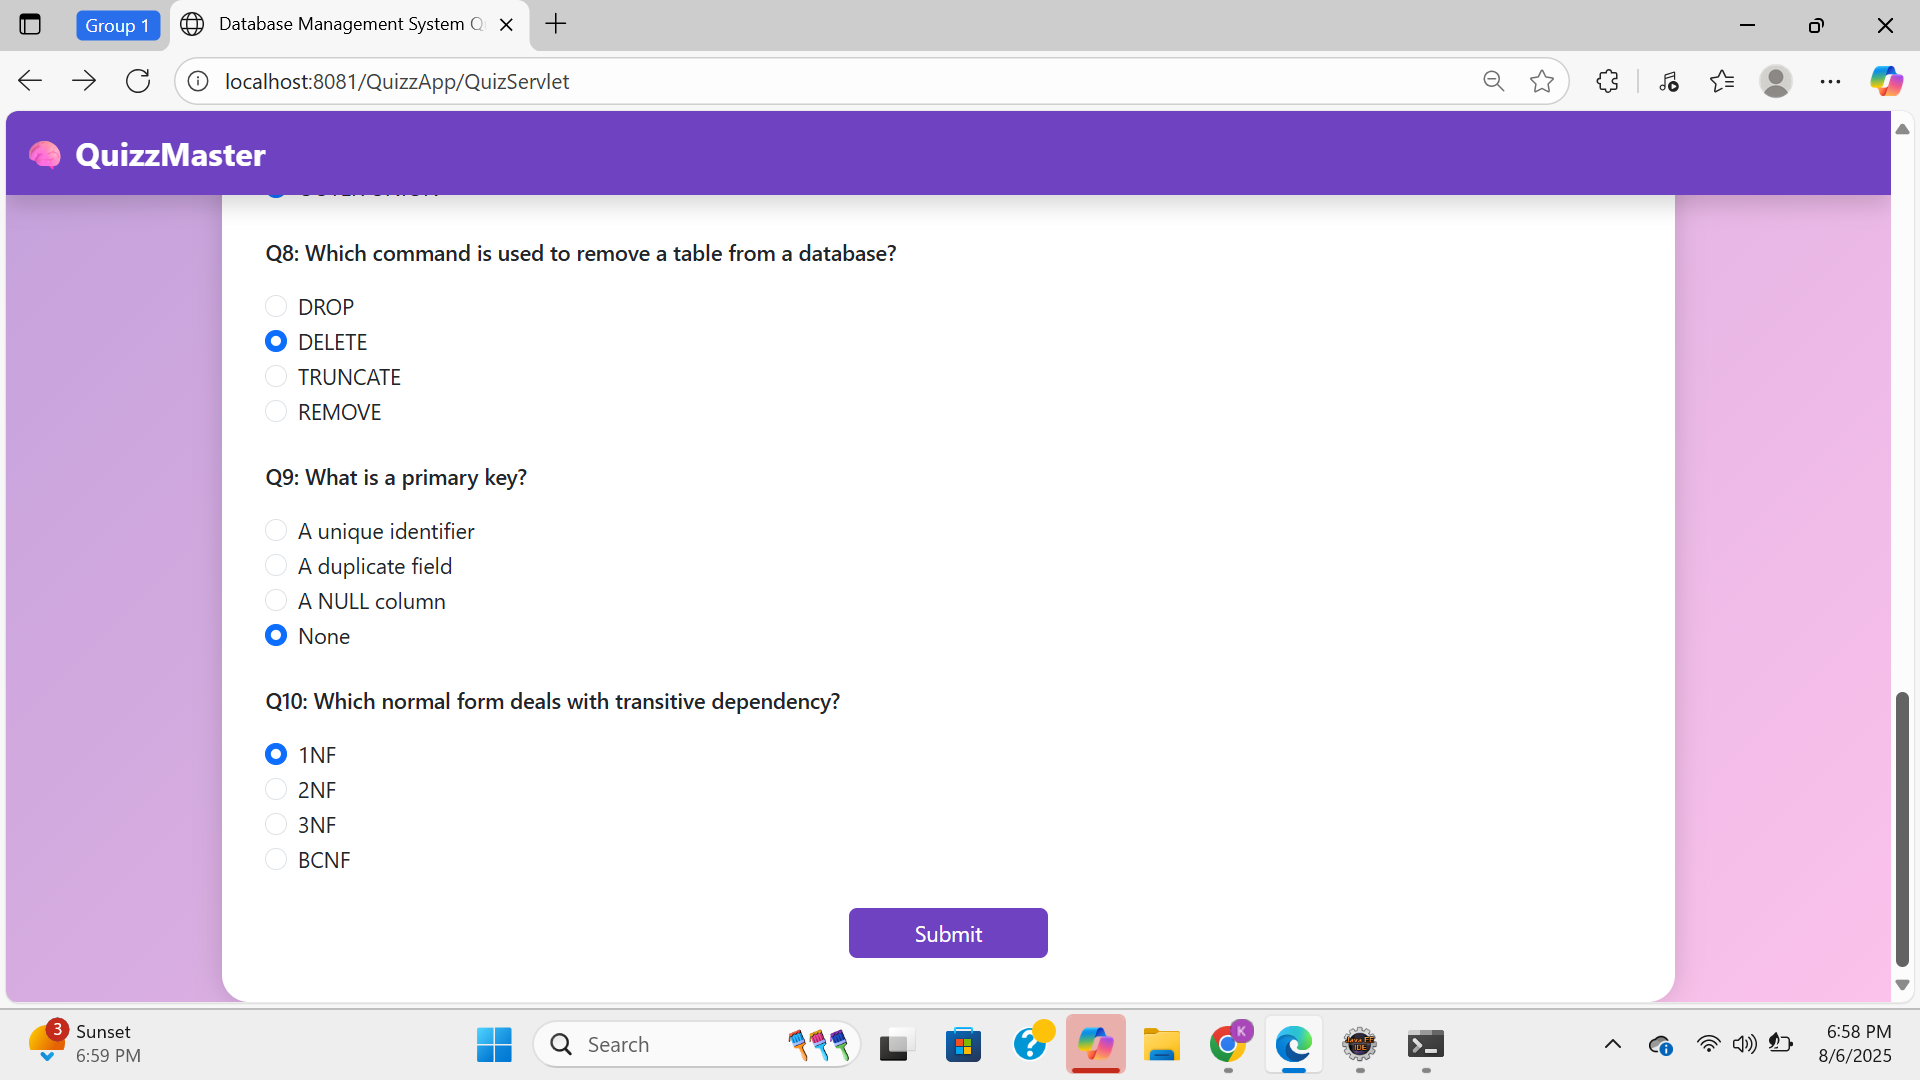 Group 1
Database Management System Q
localhost:8081/QuizzApp/QuizServlet
QuizzMaster
Q8: Which command is used to remove a table from a database?
DROP
DELETE
TRUNCATE
REMOVE
Q9: What is a primary key?
A unique identifier
A duplicate field
A NULL column
None
Q10: Which normal form deals with transitive dependency?
1NF
2NF
3NF
BCNF
Submit
3
Sunset
6:59 PM
Search
K
6:58 PM
8/6/2025